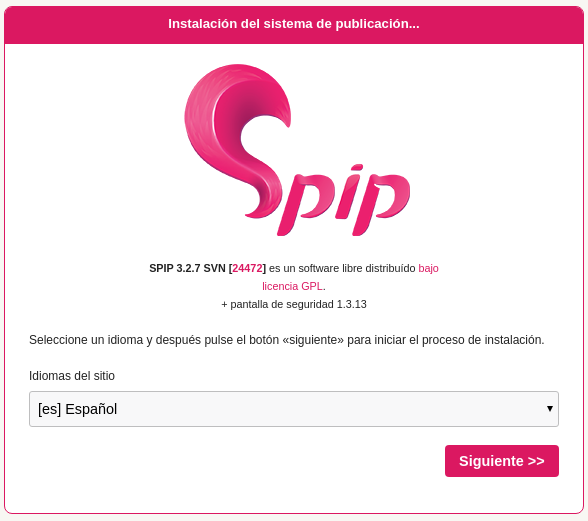 Instalación del sistema de publicación...
Spip
SPIP 3.2.7 SVN [24472] es un software libre distribuído bajo
licencia GPL.
+ pantalla de seguridad 1.3.13
Seleccione un idioma y después pulse el botón «siguiente» para iniciar el proceso de instalación.
Idiomas del sitio
[es] Español
Siguiente >>